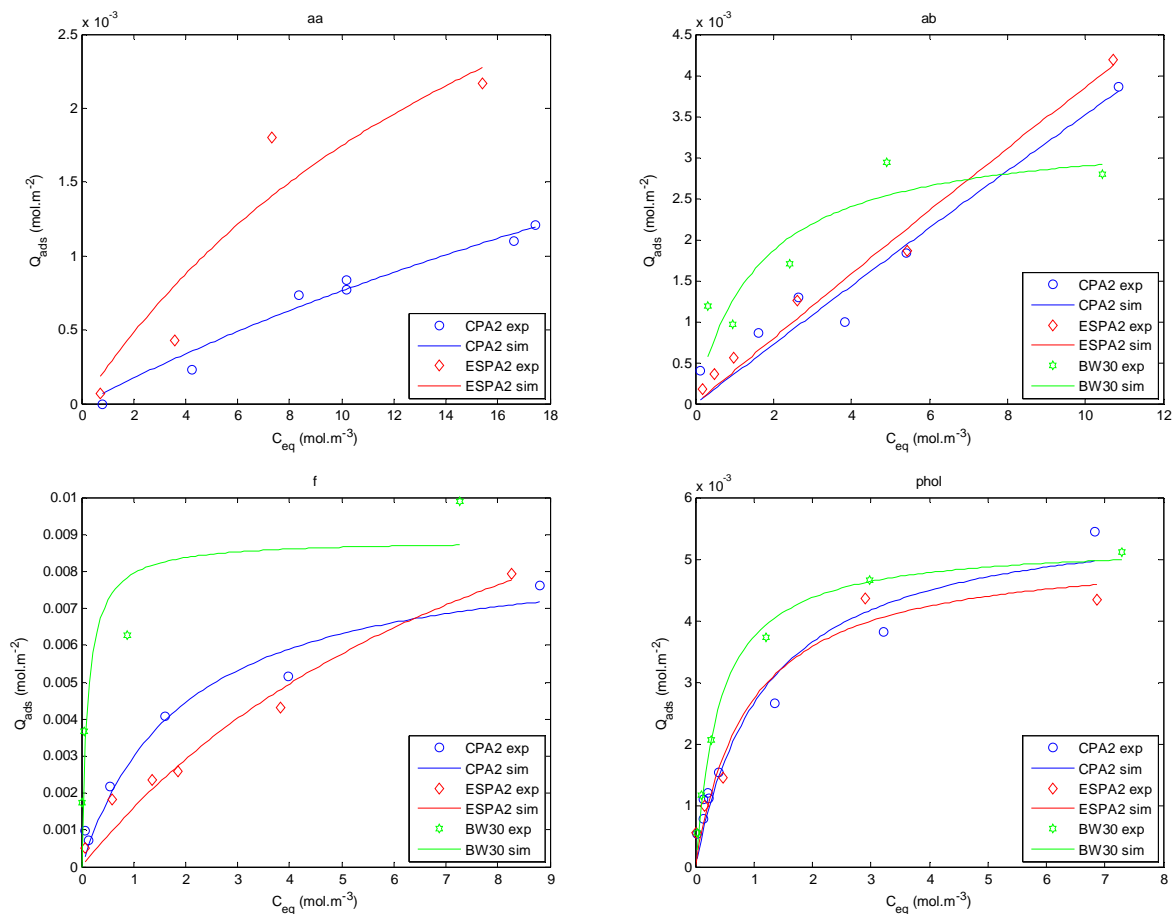 aa
x 10-3
2.5
2
1.5
1
0.5
0
0 2 4 6 8 10 12 14 16 18
Qads (mol.m-2)
Ceq (mol.m-3)
CPA2 exp
CPA2 sim
ESPA2 exp
ESPA2 sim
ab
x 10-3
4.5
4
3.5
3
2.5
2
1.5
1
0.5
0
0 2 4 6 8 10 12
Qads (mol.m-2)
Ceq (mol.m-3)
CPA2 exp
CPA2 sim
ESPA2 exp
ESPA2 sim
BW30 exp
BW30 sim
f
0.01
0.009
0.008
0.007
0.006
0.005
0.004
0.003
0.002
0.001
0
0 1 2 3 4 5 6 7 8 9
Qads (mol.m-2)
Ceq (mol.m-3)
CPA2 exp
CPA2 sim
ESPA2 exp
ESPA2 sim
BW30 exp
BW30 sim
phol
x 10-3
6
5
4
3
2
1
0
0 1 2 3 4 5 6 7 8
Qads (mol.m-2)
Ceq (mol.m-3)
CPA2 exp
CPA2 sim
ESPA2 exp
ESPA2 sim
BW30 exp
BW30 sim